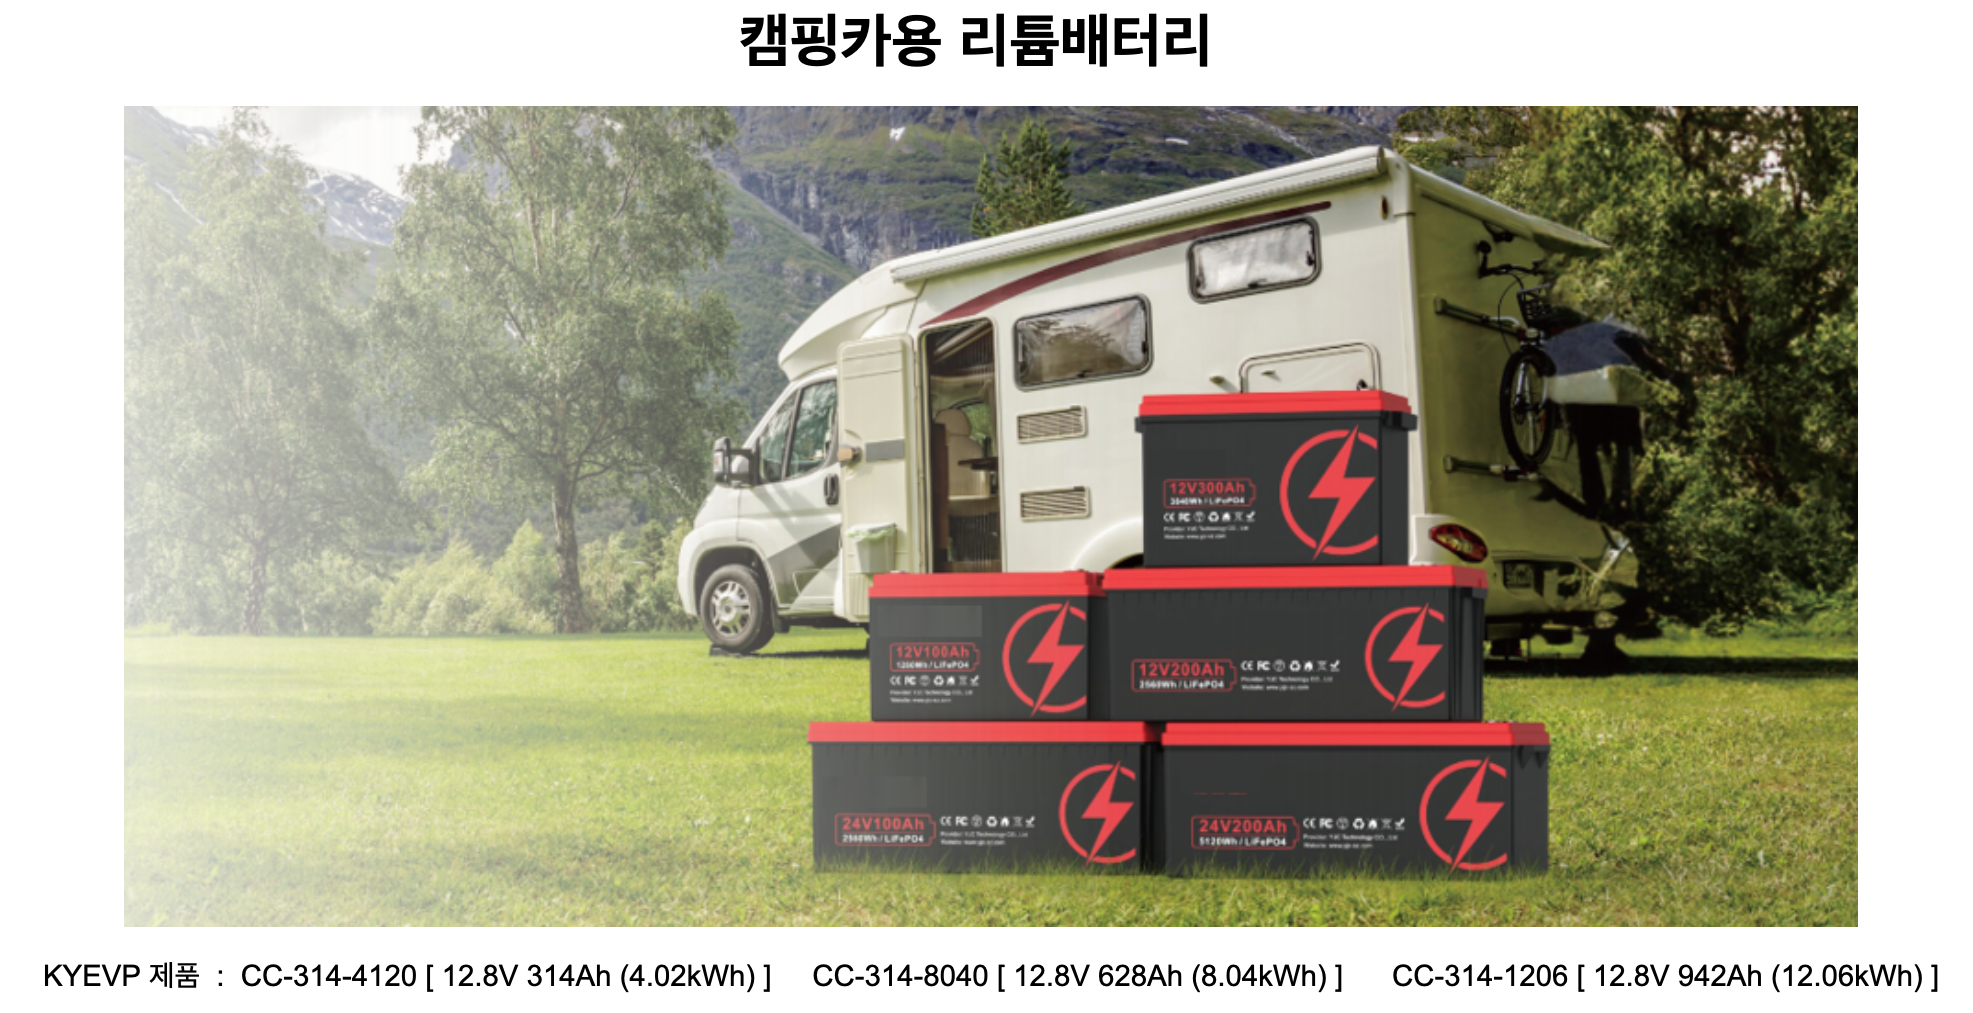 캠핑카용 리튬배터리
12V300Ah
3840Wh / LiFePO4
12V100Ah
1280Wh / LiFePO4
12V200Ah
2560Wh / LiFePO4
24V100Ah
2560Wh / LiFePO4
24V200Ah
5120Wh / LiFePO4
KYEVP 제품 : CC-314-4120 [ 12.8V 314Ah (4.02kWh) ] CC-314-8040 [ 12.8V 628Ah (8.04kWh) ] CC-314-1206 [ 12.8V 942Ah (12.06kWh) ]